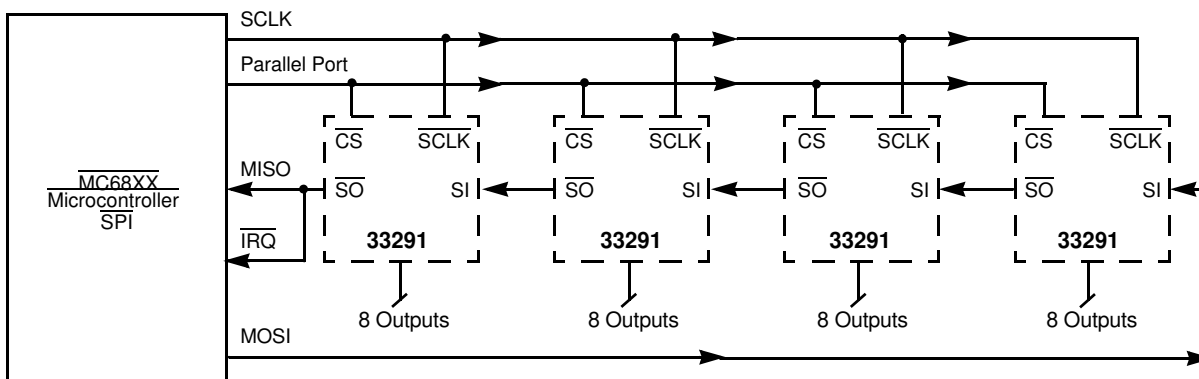 SCLK
Parallel Port
CS SCLK CS SCLK CS SCLK CS SCLK
MISO
SO SI SO SI SO SI SO SI
MC68XX
Microcontroller
SPI
IRQ
33291 33291 33291 33291
8 Outputs 8 Outputs 8 Outputs 8 Outputs
MOSI